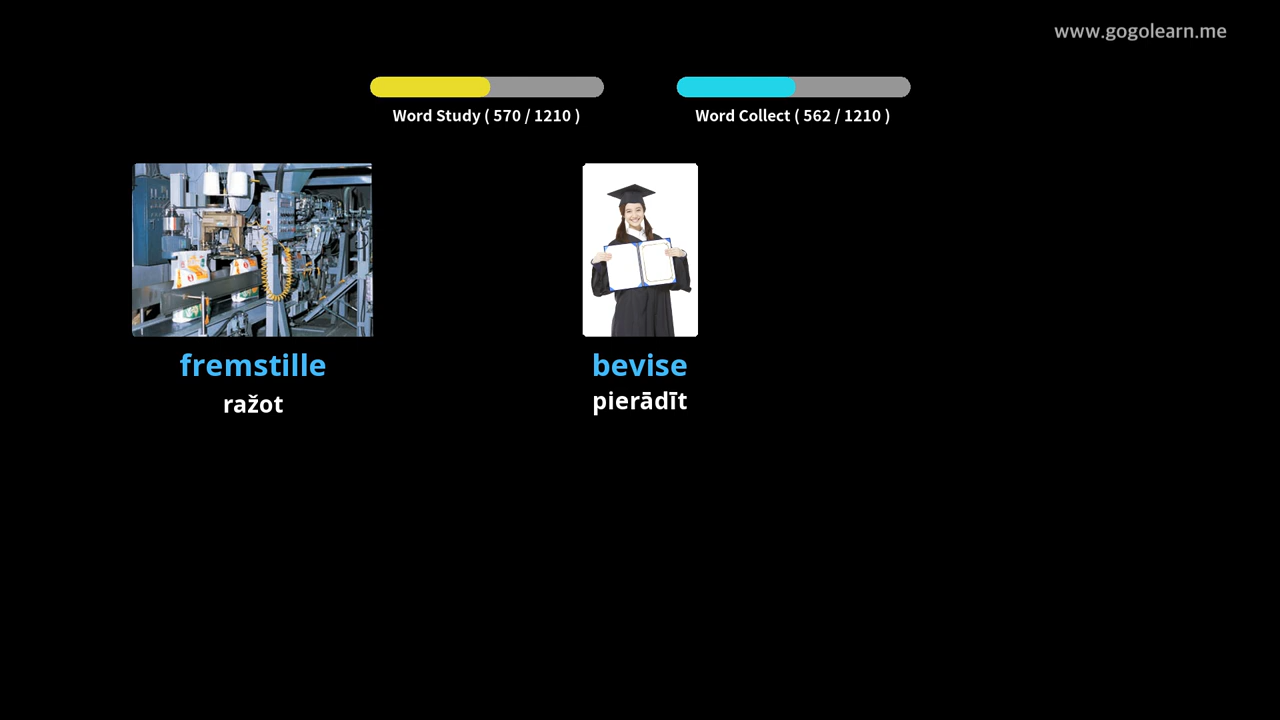 www.gogolearn.me
Word Study ( 570 / 1210 )
Word Collect ( 562 / 1210 )
fremstille
ražot
bevise
pierādīt